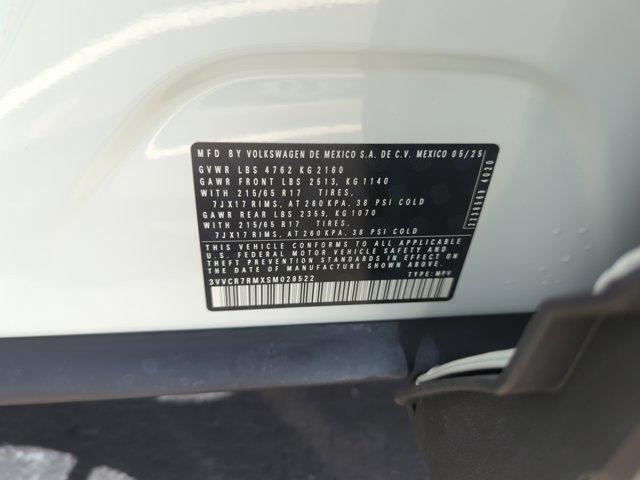 MFD BY VOLKSWAGEN DE MEXICO S.A. DE C.V. MEXICO 05/25
GVWR LBS 4762 KG 2160
GAWR FRONT LBS 2513, KG 1140
WITH 215/65 R17 TIRES,
7JX17 RIMS, AT 260 KPA, 38 PSI COLD
GAWR REAR LBS 2359, KG 1070
WITH 215/65 R17 TIRES,
7JX17 RIMS, AT 260 KPA, 38 PSI COLD
THIS VEHICLE CONFORMS TO ALL APPLICABLE
U.S. FEDERAL MOTOR VEHICLE SAFETY AND
THEFT PREVENTION STANDARDS IN EFFECT ON
THE DATE OF MANUFACTURE SHOWN ABOVE
3VVCR7RMXSM028522 TYPE: MPV
2238569 4020